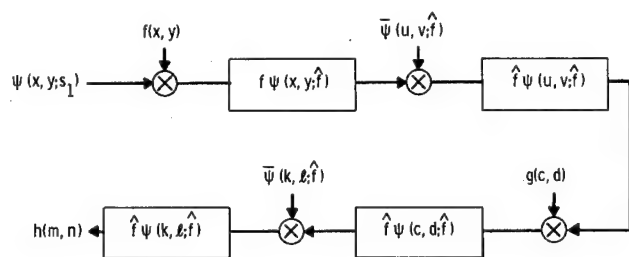 f(x, y)
ψ̅ (u, v;f̂)
ψ (x, y;s₁)
f ψ (x, y;f̂)
f̂ ψ (u, v;f̂)
ψ̅ (k, ℓ;f̂)
g(c, d)
h(m, n)
f̂ ψ (k, ℓ;f̂)
f̂ ψ (c, d;f̂)